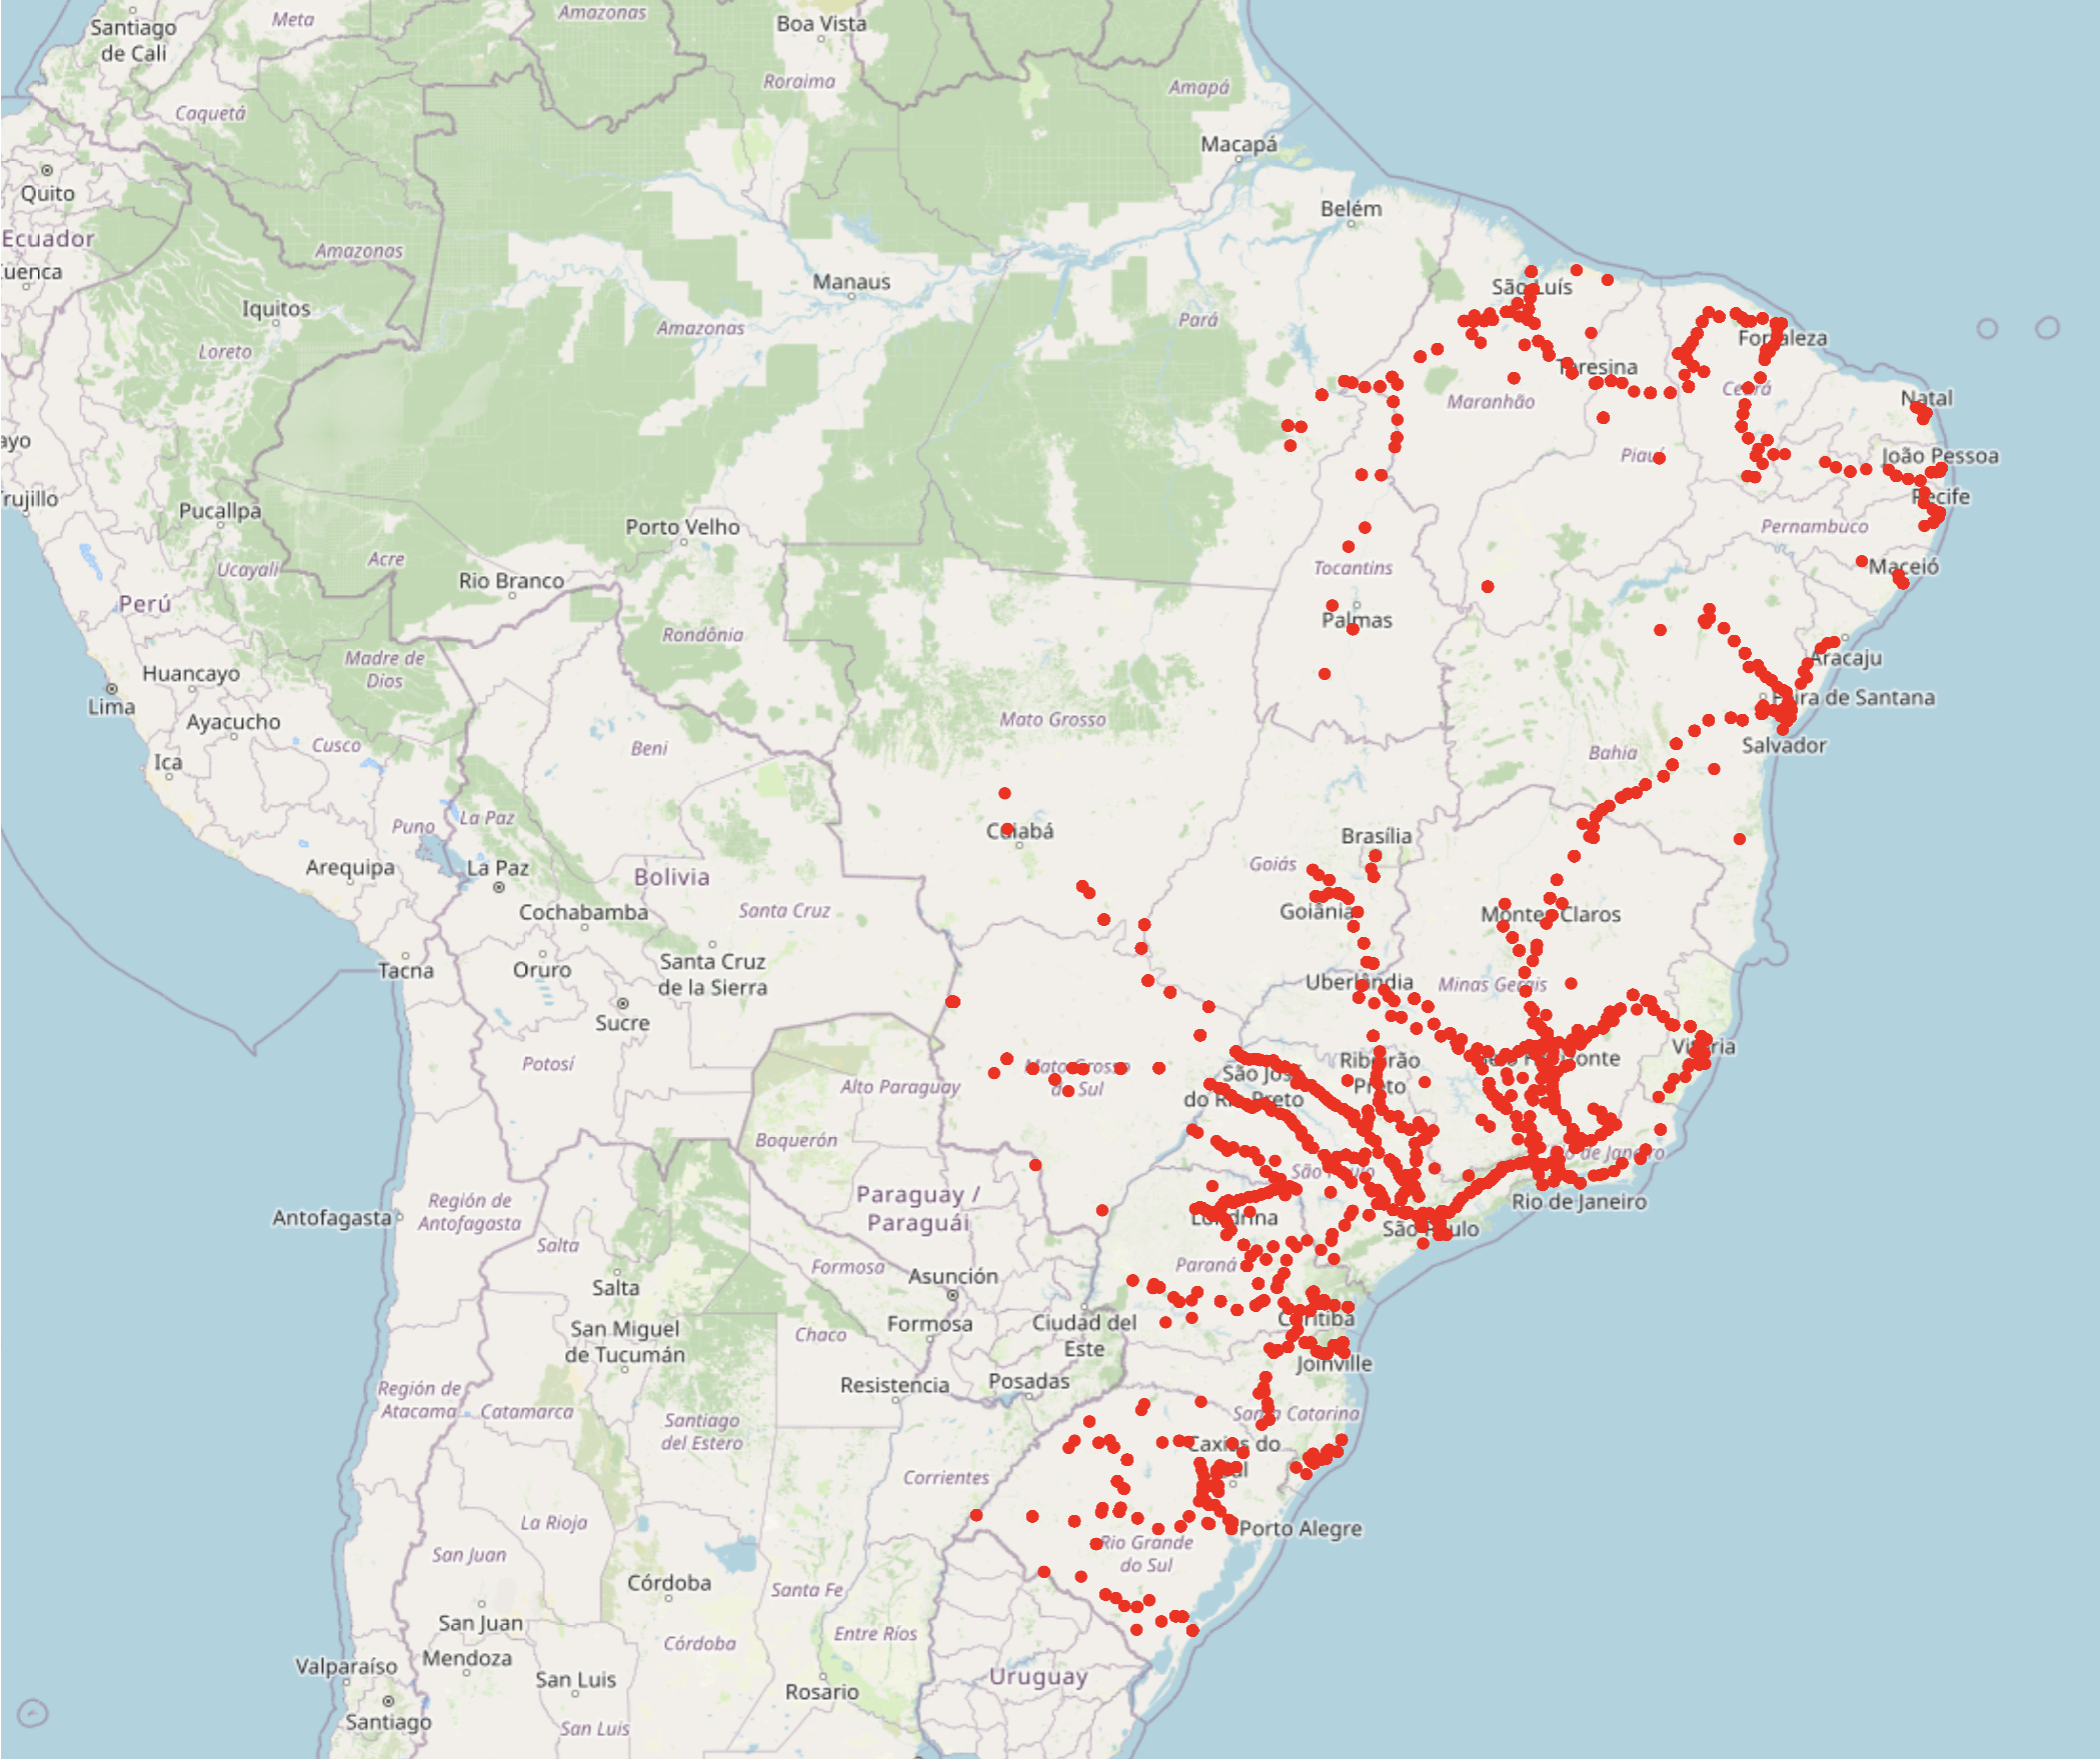 Santiago
de Cali
Meta
Amazonas
Boa Vista
Roraima
Amapá
Caquetá
Macapá
Quito
Belém
Ecuador
Amazonas
uenca
Manaus
São Luís
Iquitos
Pará
Amazonas
Fortaleza
Loreto
Teresina
Ceará
Maranhão
Natal
ayo
Piauí
João Pessoa
rujillo
Recife
Pucallpa
Porto Velho
Pernambuco
Acre
Ucayali
Rio Branco
Tocantins
Maceió
Perú
Palmas
Rondônia
Madre de
Dios
Aracaju
Huancayo
Feira de Santana
Lima
Ayacucho
Mato Grosso
Cusco
Beni
Salvador
Bahia
Ica
La Paz
Puno
Cuiabá
Brasília
Arequipa
La Paz
Bolivia
Goiás
Cochabamba
Santa Cruz
Goiânia
Montes Claros
Tacna
Oruro
Santa Cruz
de la Sierra
Uberlândia
Minas Gerais
Sucre
Vitória
Potosí
Mato Grosso
do Sul
Ribeirão
Preto
São José
do Rio Preto
Alto Paraguay
Boquerón
Rio de Janeiro
São Paulo
Paraguay /
Paraguái
Región de
Antofagasta
Antofagasta
Rio de Janeiro
Londrina
São Paulo
Salta
Paraná
Formosa
Asunción
Salta
Curitiba
Formosa
Ciudad del
Este
San Miguel
de Tucumán
Chaco
Joinville
Resistencia
Posadas
Región de
Atacama
Catamarca
Santiago
del Estero
Santa Catarina
Caxias do
Sul
Corrientes
La Rioja
Porto Alegre
Rio Grande
do Sul
San Juan
Córdoba
Santa Fe
San Juan
Entre Ríos
Córdoba
Valparaíso
Mendoza
San Luis
Uruguay
Rosario
Santiago
San Luis